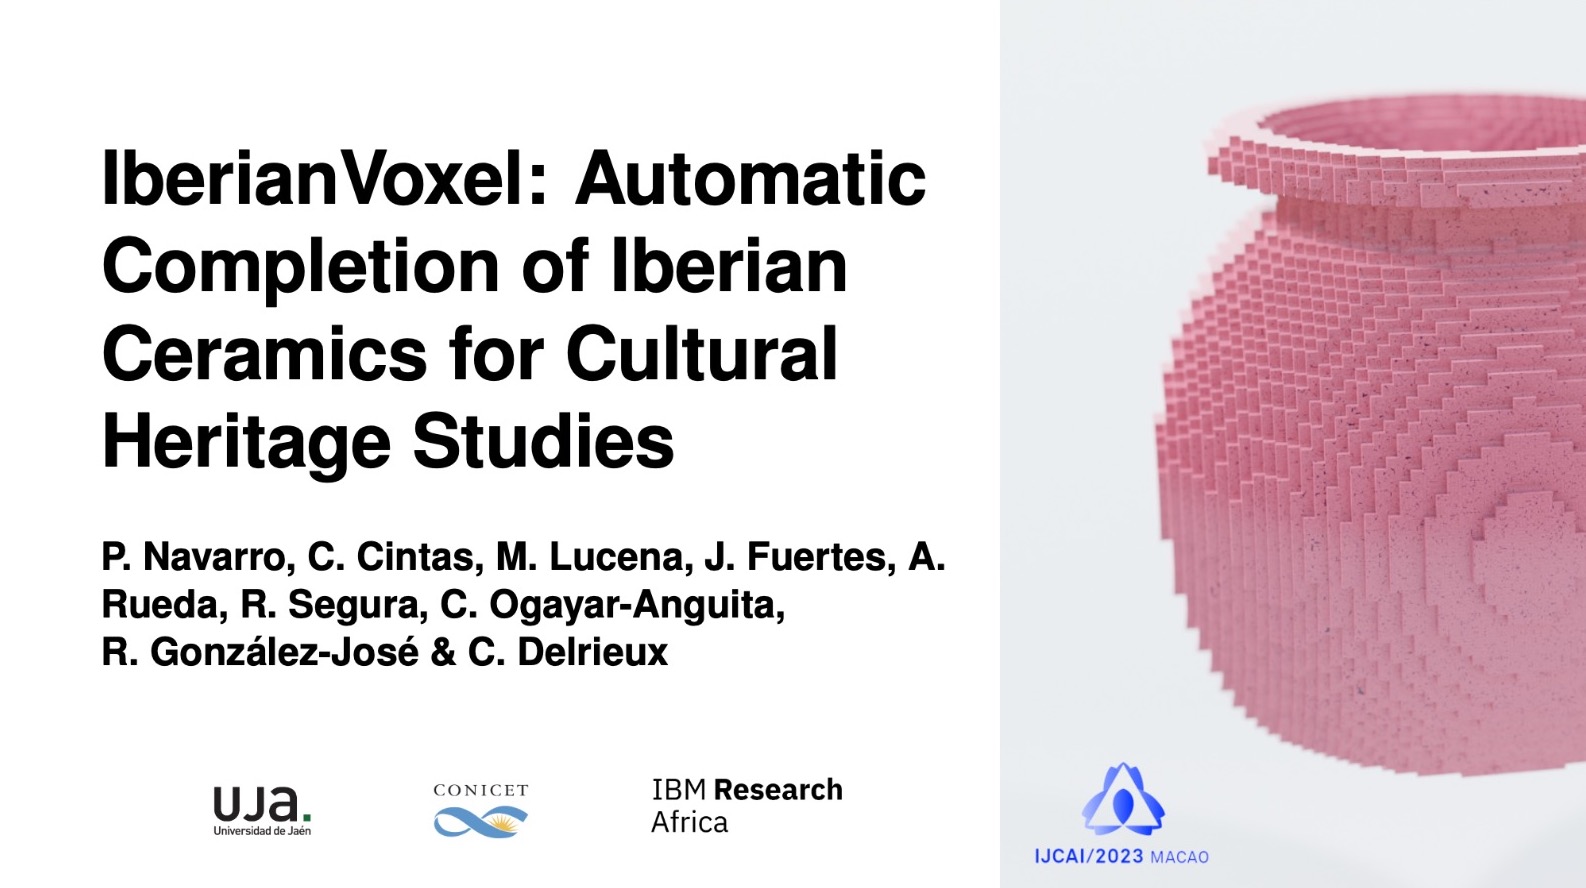 IberianVoxel: Automatic
Completion of Iberian
Ceramics for Cultural
Heritage Studies
P. Navarro, C. Cintas, M. Lucena, J. Fuertes, A.
Rueda, R. Segura, C. Ogayar-Anguita,
R. González-José & C. Delrieux
UJa.
Universidad de Jaén
CONICET
IBM Research
Africa
IJCAI/2023 MACAO